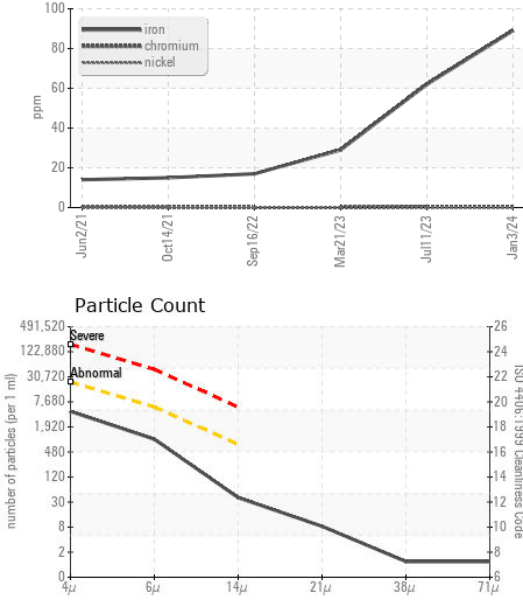 100
iron
chromium
nickel
80
60
ppm
40
20
0
Jun2/21
Oct14/21
Sep16/22
Mar21/23
Jul11/23
Jan3/24
Particle Count
491,520
26
Severe
122,880
24
Abnormal
30,720
22
7,680
20
1,920
18
480
16
120
14
30
12
8
10
2
8
0
6
number of particles (per 1 ml)
ISO 4406:1999 Cleanliness Code
4µ
6µ
14µ
21µ
38µ
71µ